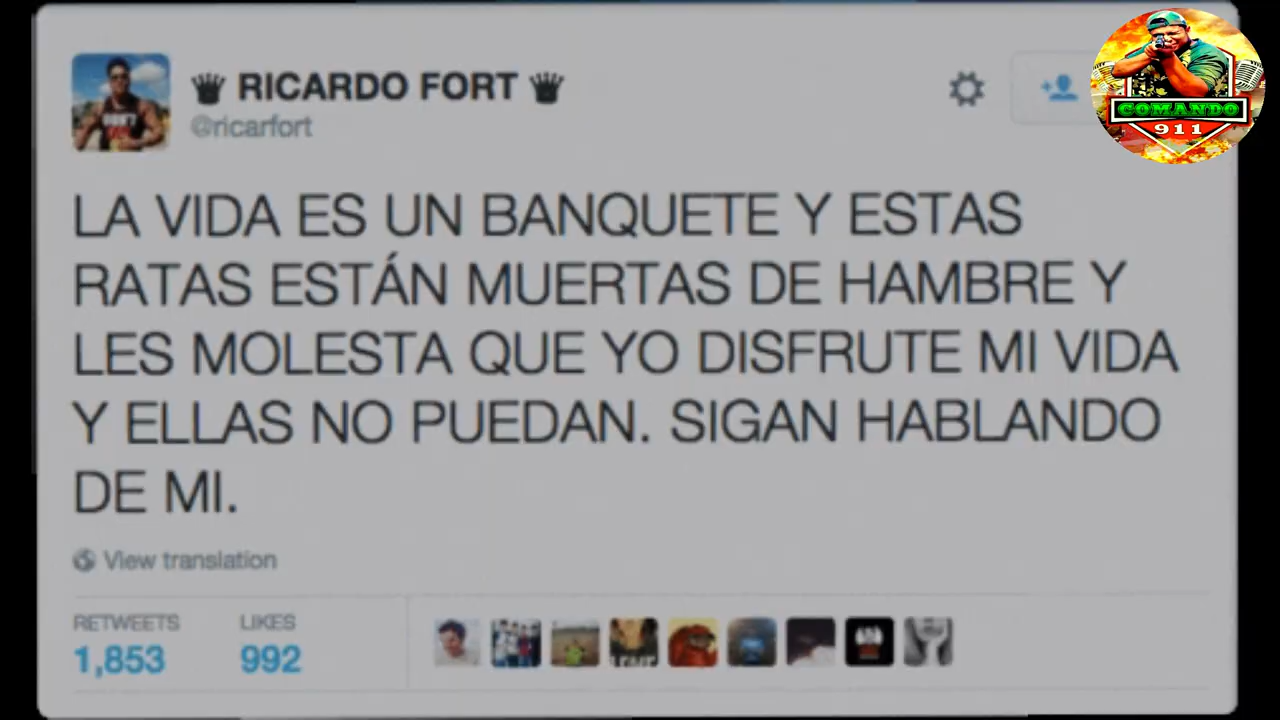 RICARDO FORT
@ricarfort
COMANDO
911
LA VIDA ES UN BANQUETE Y ESTAS
RATAS ESTÁN MUERTAS DE HAMBRE Y
LES MOLESTA QUE YO DISFRUTE MI VIDA
Y ELLAS NO PUEDAN. SIGAN HABLANDO
DE MI.
View translation
RETWEETS LIKES
1,853 992